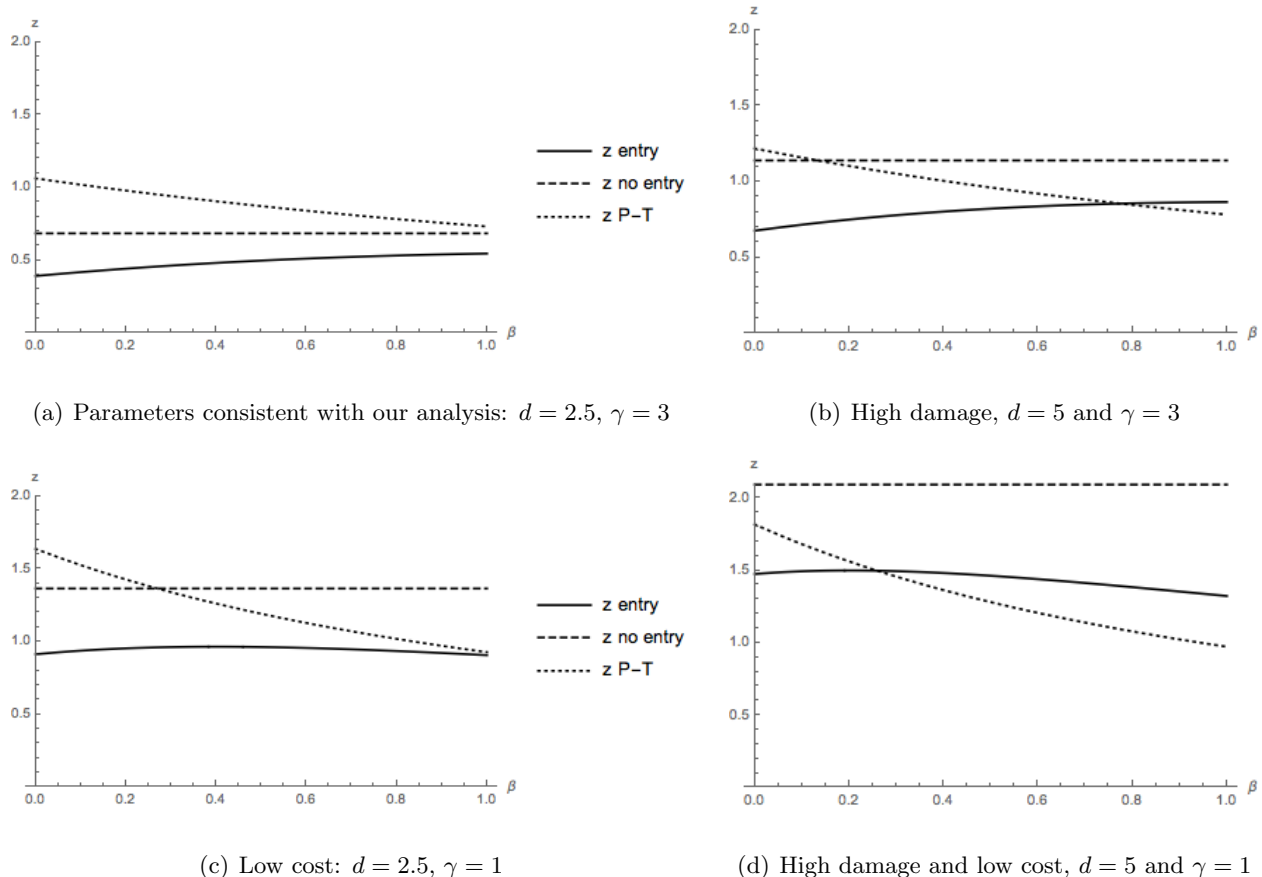 z
2.0
1.5
1.0
0.5
0.0 0.2 0.4 0.6 0.8 1.0 β
z entry
z no entry
z P-T
(a) Parameters consistent with our analysis: d = 2.5, γ = 3
z
2.0
1.5
1.0
0.5
0.0 0.2 0.4 0.6 0.8 1.0 β
(b) High damage, d = 5 and γ = 3
z
2.0
1.5
1.0
0.5
0.0 0.2 0.4 0.6 0.8 1.0 β
z entry
z no entry
z P-T
(c) Low cost: d = 2.5, γ = 1
z
2.0
1.5
1.0
0.5
0.0 0.2 0.4 0.6 0.8 1.0 β
(d) High damage and low cost, d = 5 and γ = 1